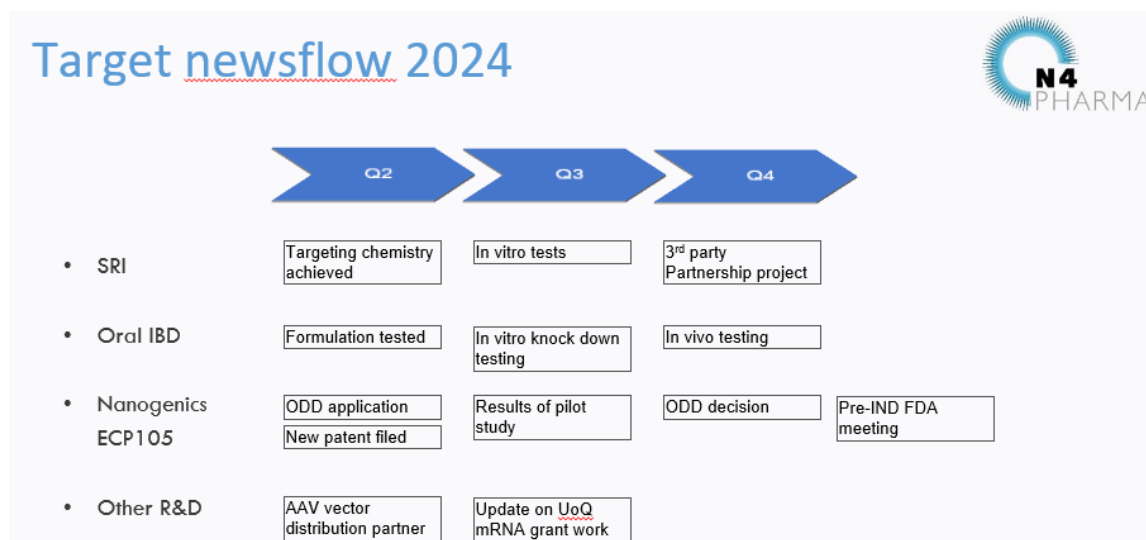 Target newsflow 2024
N4
PHARMA
Q2
Q3
Q4
• SRI
Targeting chemistry
achieved
In vitro tests
3rd party
Partnership project
• Oral IBD
Formulation tested
In vitro knock down
testing
In vivo testing
• Nanogenics
ECP105
ODD application
New patent filed
Results of pilot
study
ODD decision
Pre-IND FDA
meeting
• Other R&D
AAV vector
distribution partner
Update on UoQ
mRNA grant work